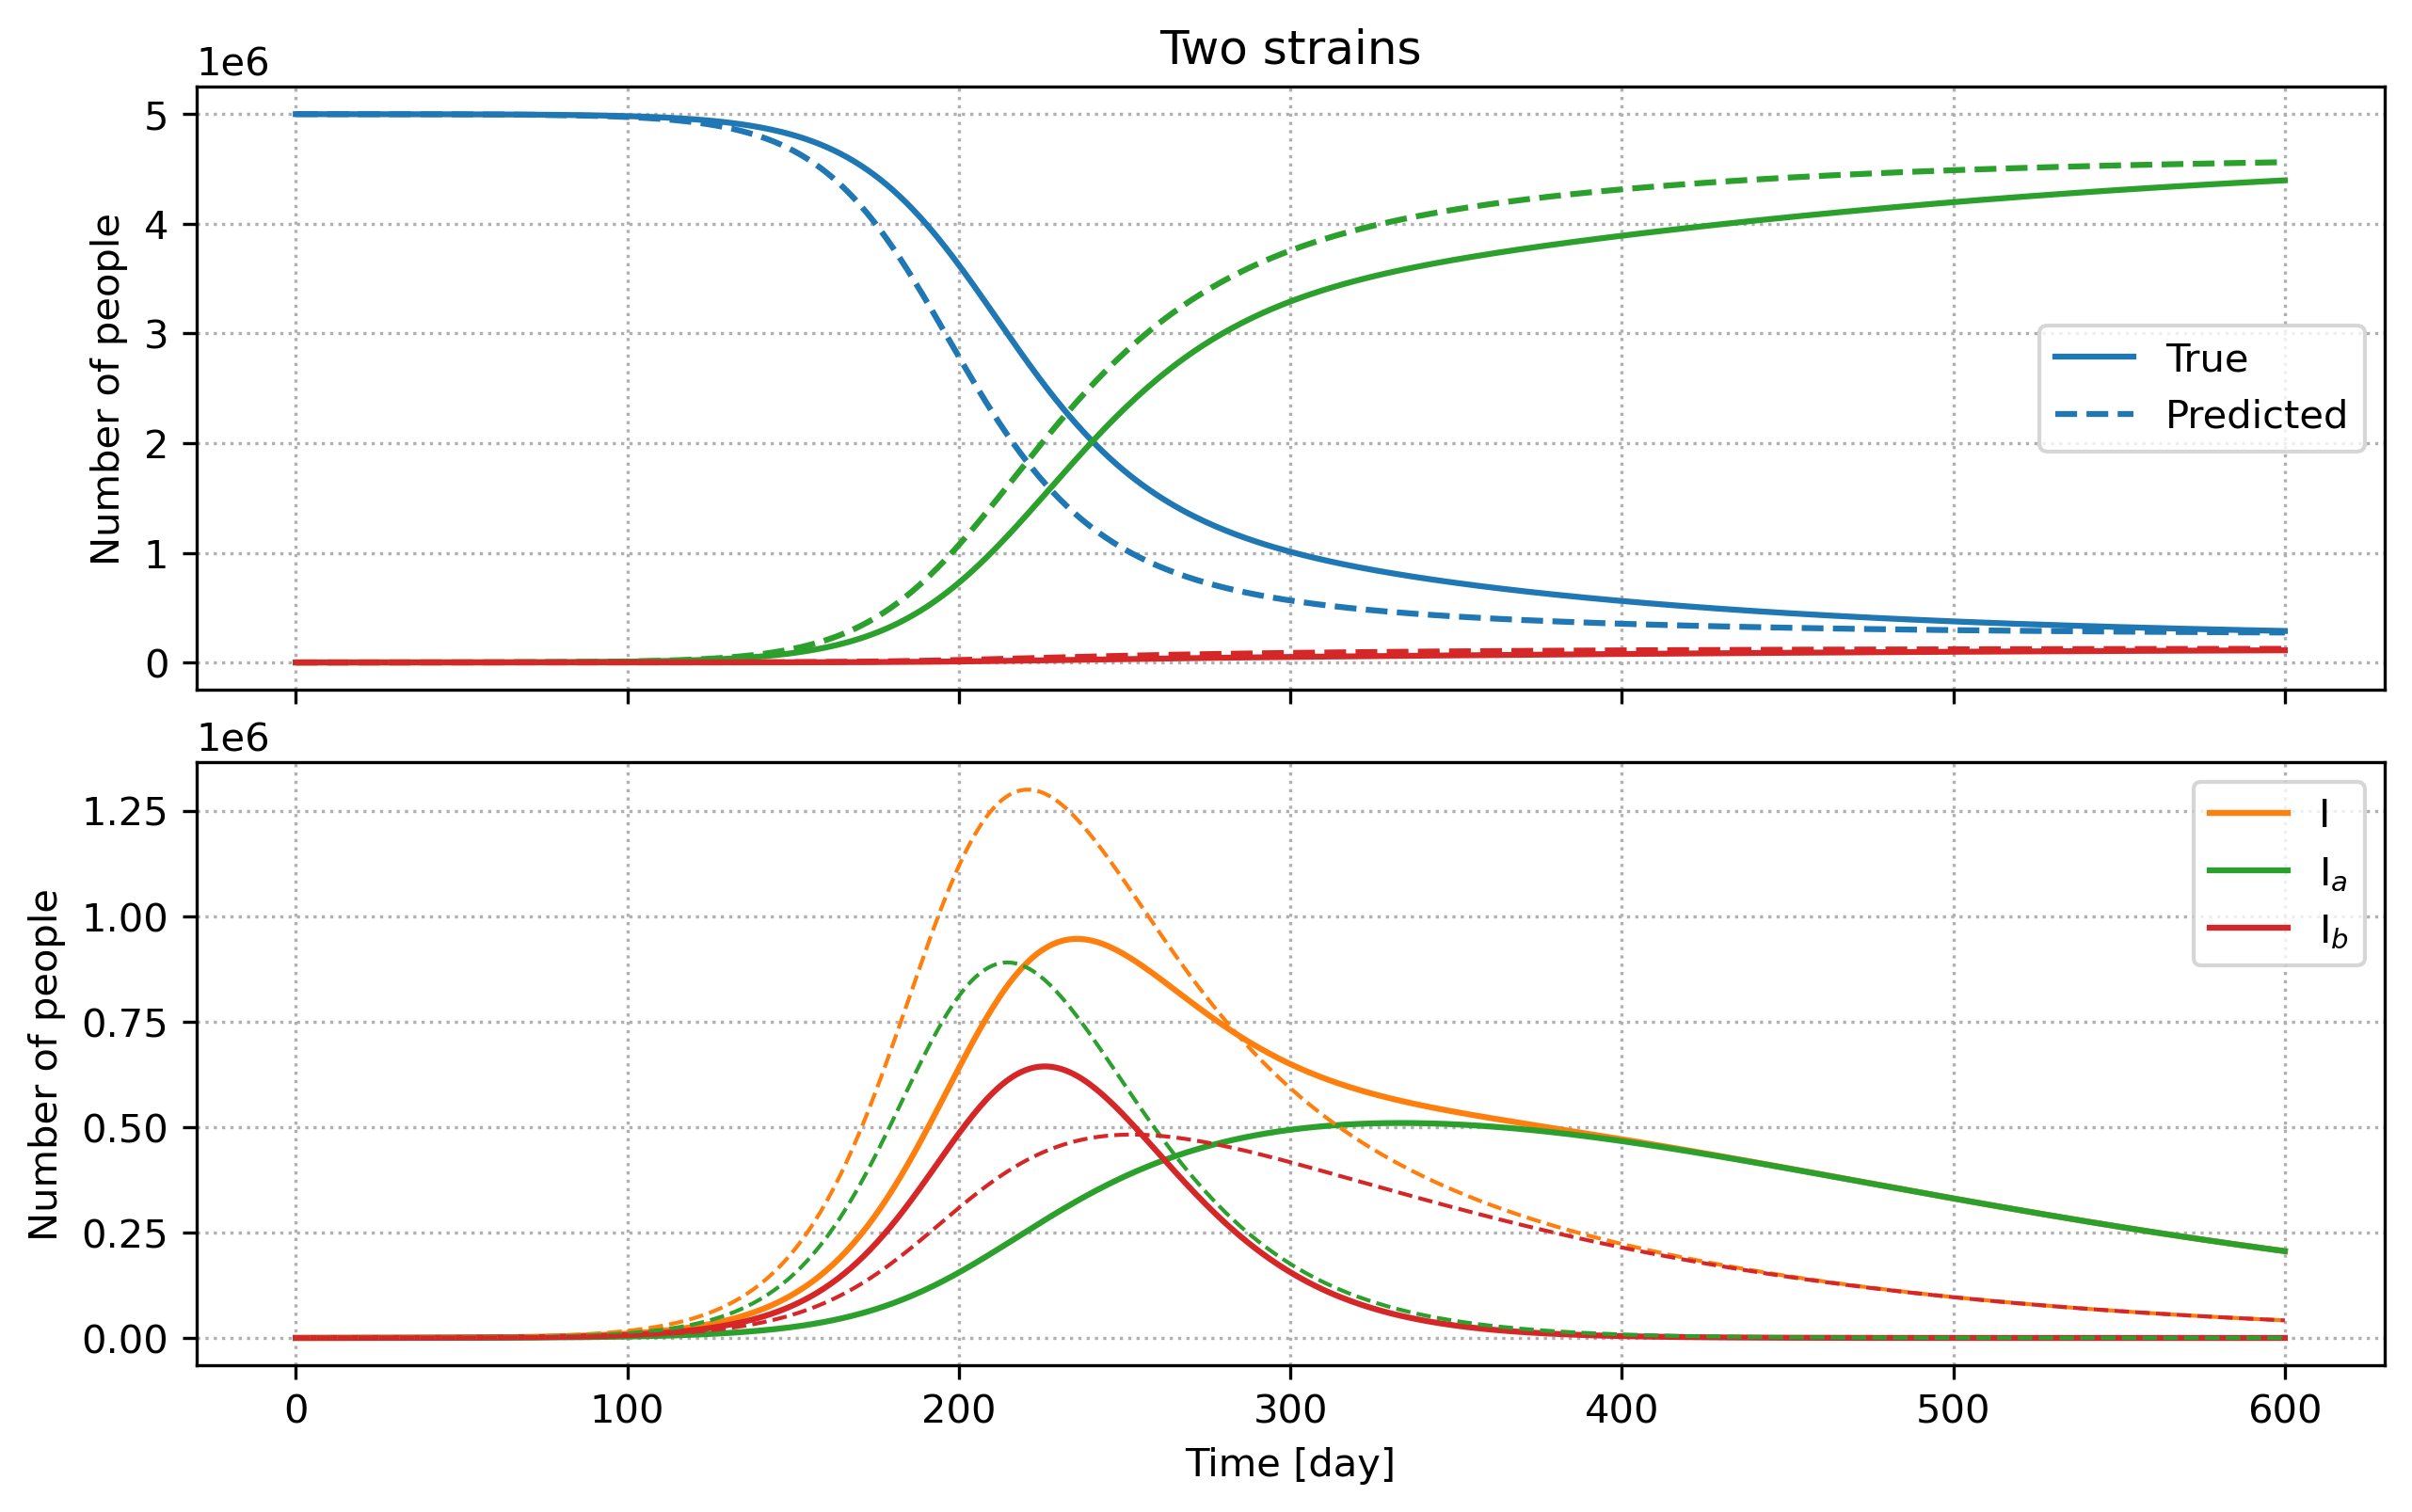 Two strains
1e6
5
4
3
2
1
0
Number of people
True
Predicted
1e6
1.25
1.00
0.75
0.50
0.25
0.00
Number of people
I
I_a
I_b
0 100 200 300 400 500 600
Time [day]